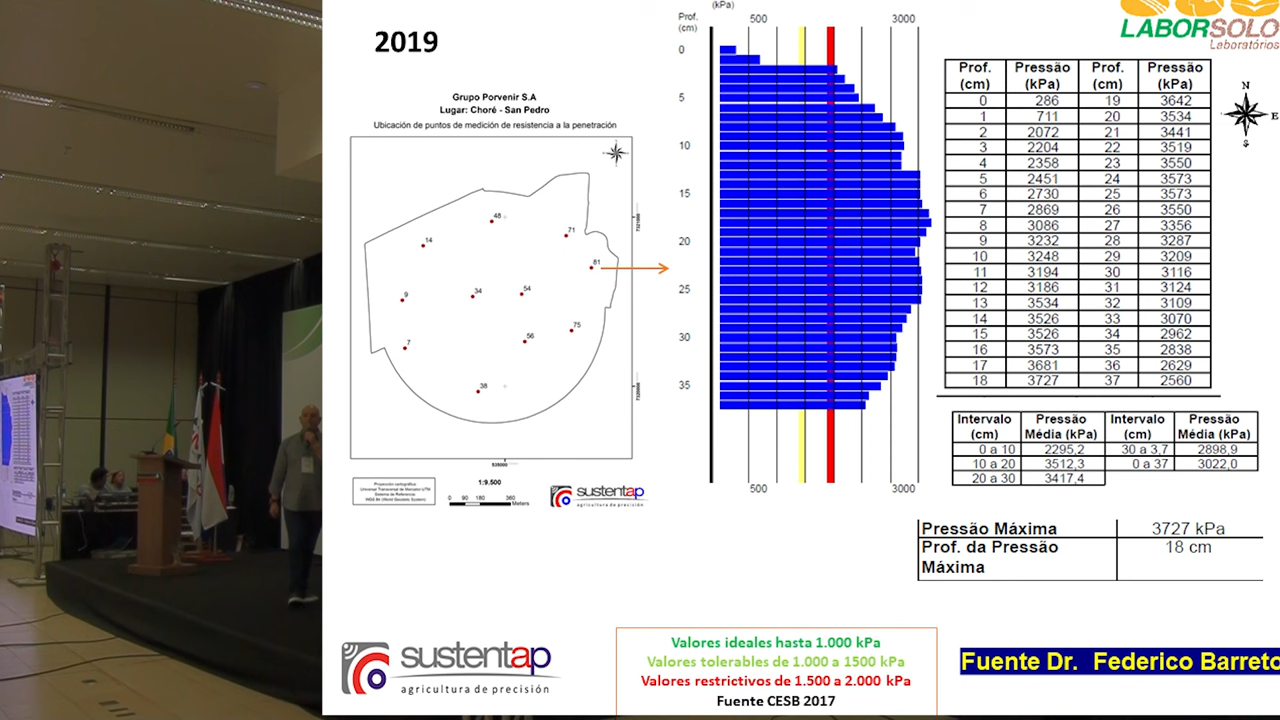 2019
Grupo Porvenir S.A
Lugar: Choré - San Pedro
Ubicación de puntos de medición de resistencia a la penetración
48
71
14
81
9
34
54
75
56
7
38
1:9.500
0 90 180 360
Meters
sustentap
agricultura de precisión
Prof.
(cm)
(kPa)
500 3000
0
5
10
15
20
25
30
35
500 3000
LABORSOLO
Laboratórios
N
E
S
Prof. (cm) Pressão (kPa) Prof. (cm) Pressão (kPa)
0 286 19 3642
1 711 20 3534
2 2072 21 3441
3 2204 22 3519
4 2358 23 3550
5 2451 24 3573
6 2730 25 3573
7 2869 26 3550
8 3086 27 3356
9 3232 28 3287
10 3248 29 3209
11 3194 30 3116
12 3186 31 3124
13 3534 32 3109
14 3526 33 3070
15 3526 34 2962
16 3573 35 2838
17 3681 36 2629
18 3727 37 2560
Intervalo (cm) Pressão Média (kPa) Intervalo (cm) Pressão Média (kPa)
0 a 10 2295,2 30 a 3,7 2898,9
10 a 20 3512,3 0 a 37 3022,0
20 a 30 3417,4
Pressão Máxima 3727 kPa
Prof. da Pressão Máxima 18 cm
sustentap
agricultura de precisión
Valores ideales hasta 1.000 kPa
Valores tolerables de 1.000 a 1500 kPa
Valores restrictivos de 1.500 a 2.000 kPa
Fuente CESB 2017
Fuente Dr. Federico Barreto